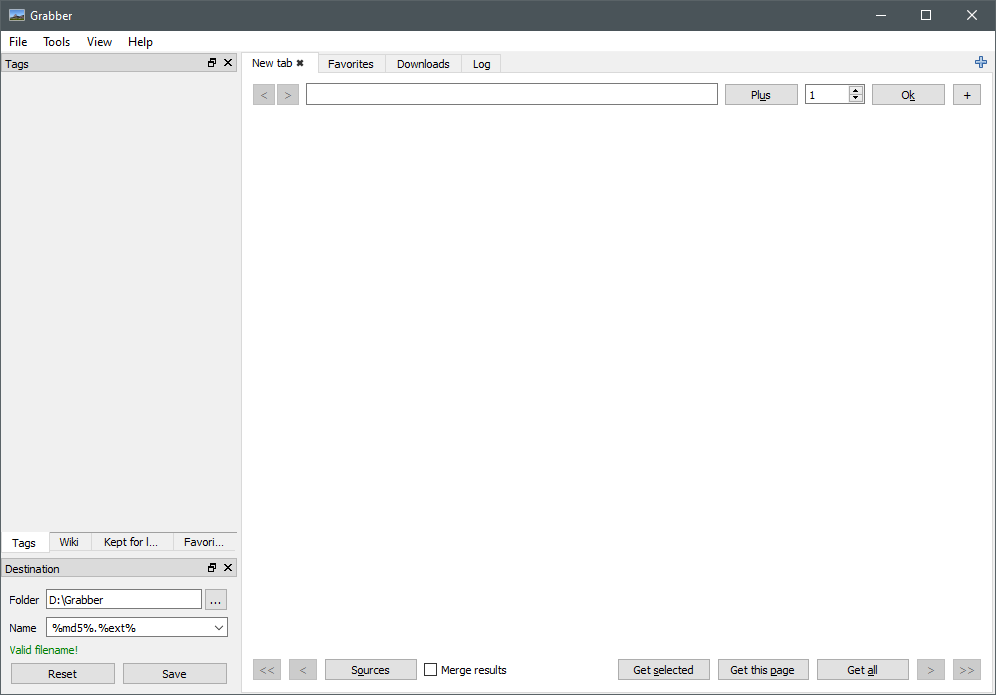 Grabber
File Tools View Help
Tags
New tab Favorites Downloads Log
< > Plus 1 Ok +
Tags Wiki Kept for l... Favori...
Destination
Folder D:\Grabber ...
Name %md5%.%ext%
Valid filename!
Reset Save
<< < Sources Merge results Get selected Get this page Get all > >>